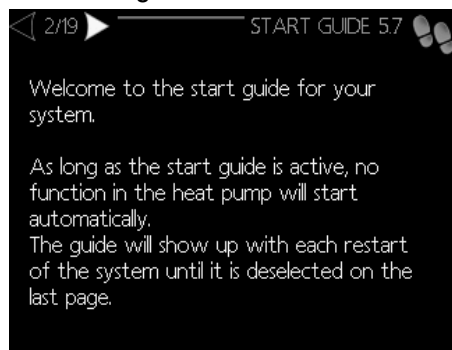 2/19 START GUIDE 5.7
Welcome to the start guide for your
system.
As long as the start guide is active, no
function in the heat pump will start
automatically.
The guide will show up with each restart
of the system until it is deselected on the
last page.